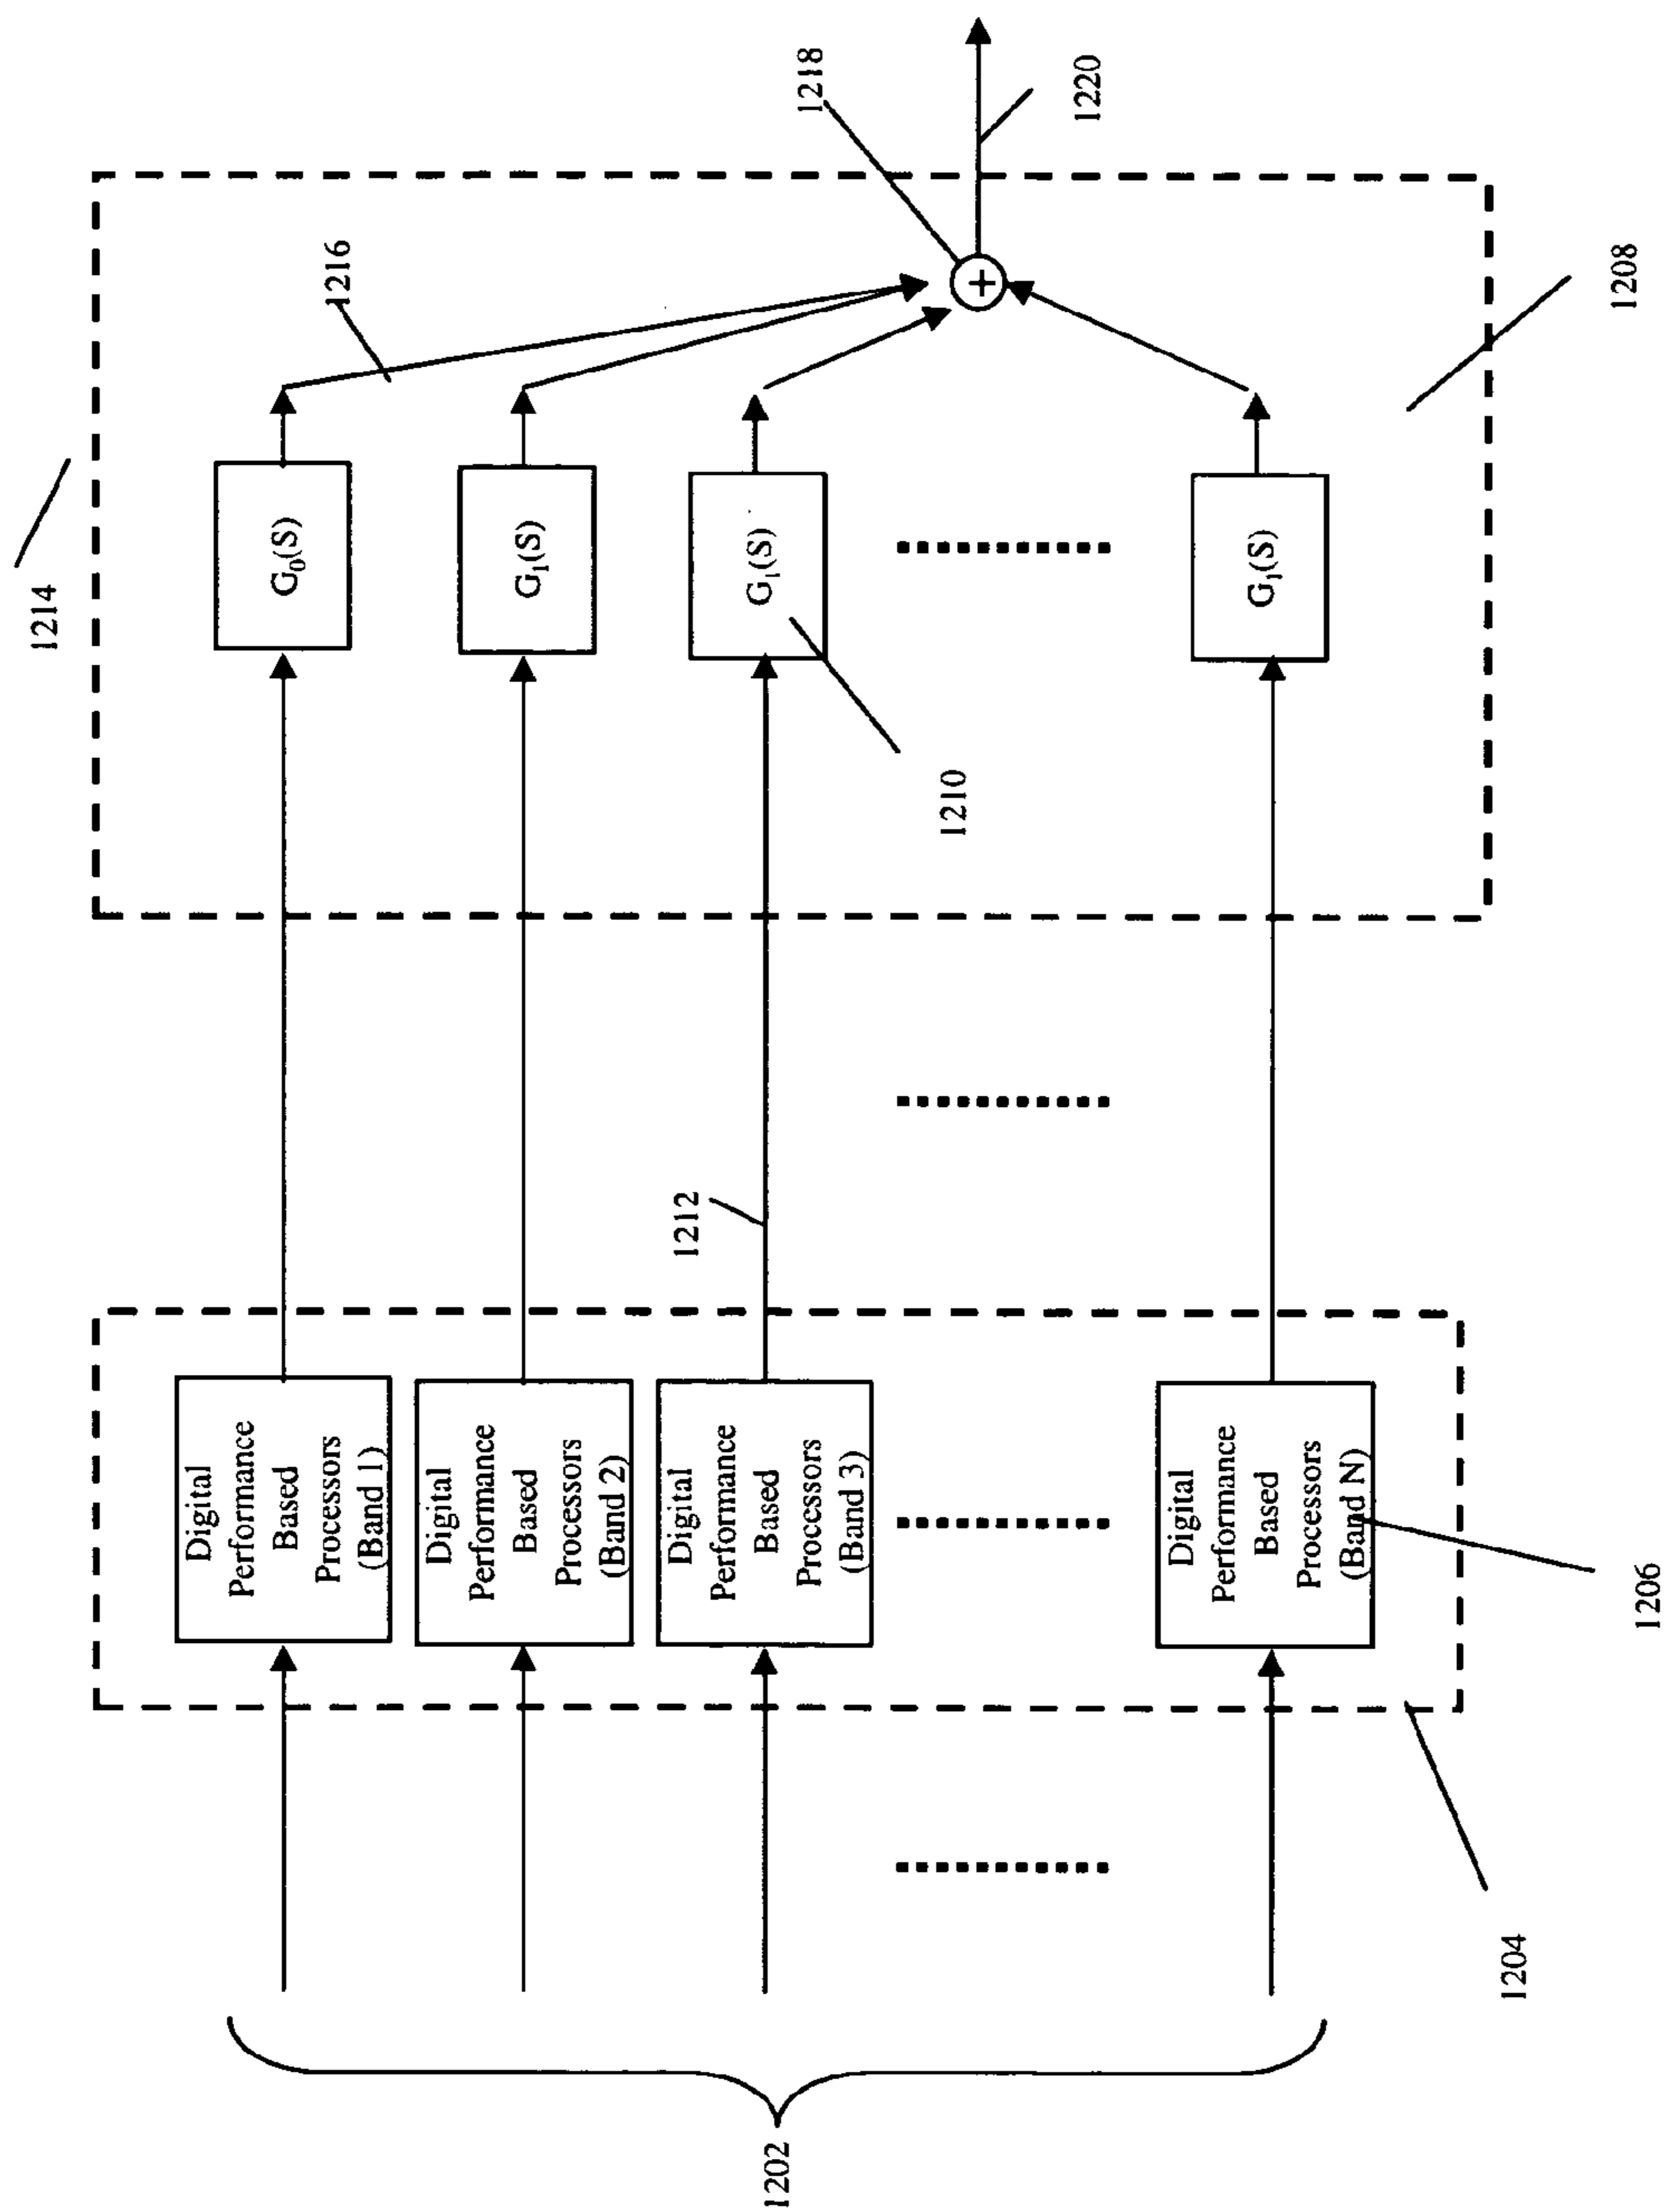 1202
1204
Digital
Performance
Based
Processors
(Band 1)
Digital
Performance
Based
Processors
(Band 2)
Digital
Performance
Based
Processors
(Band 3)
Digital
Performance
Based
Processors
(Band N)
1206
1212
1214
G₀(S)
G₁(S)
G₁(S)
G₁(S)
1210
1216
1218
+
1220
1208